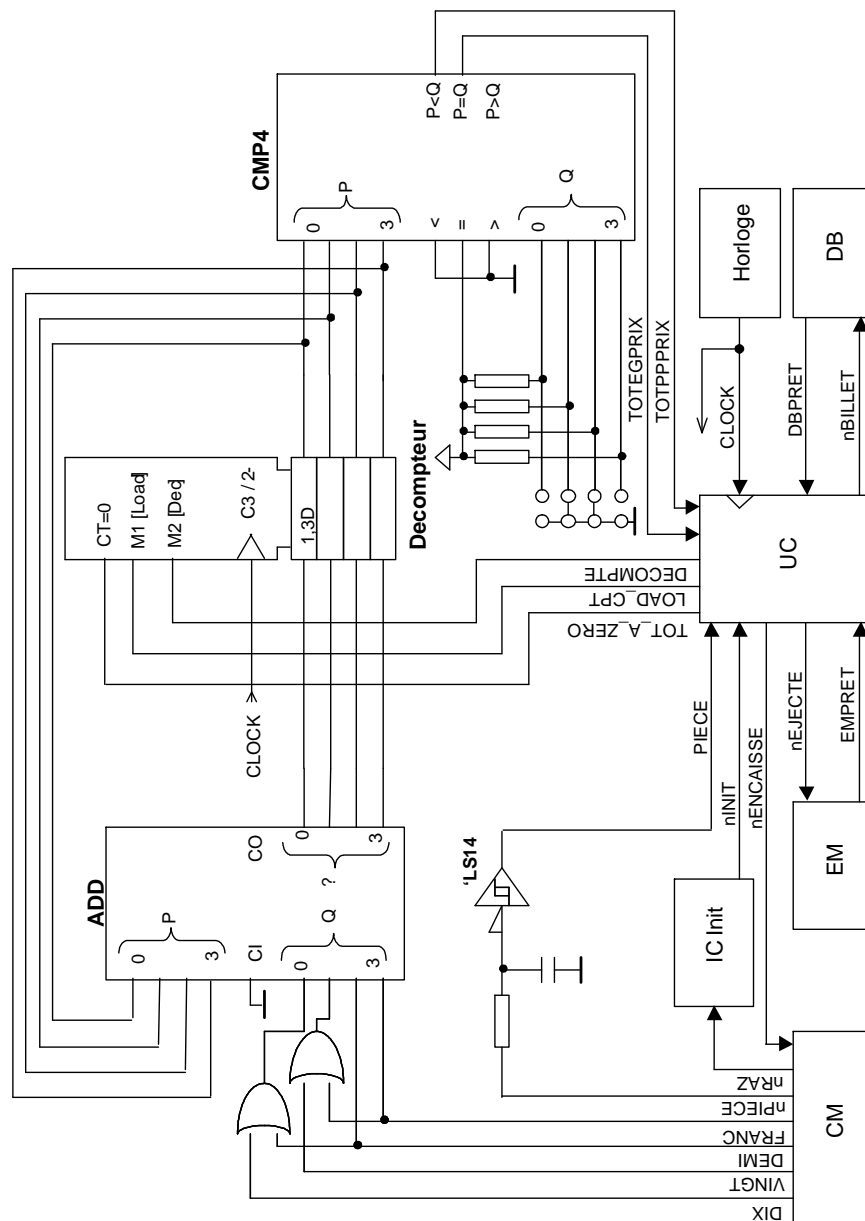 ADD
P
0
3
CI
Q
0
3
CO
?
0
3
CLOCK
CT=0
M1 [Load]
M2 [Ded]
C3 / 2-
1,3D
Decompteur
CMP4
P
0
3
<
=
>
Q
0
3
P<Q
P=Q
P>Q
TOTEGPRIX
TOTPPPRIX
'LS14
PIECE
nINIT
nENCAISSE
nEJECTE
EMPRET
TOT_A_ZERO
LOAD_CPT
DECOMPTE
UC
CLOCK
DBPRET
nBILLET
Horloge
DB
EM
IC Init
CM
DIX
VINGT
DEMI
FRANC
nPIECE
nRAZ